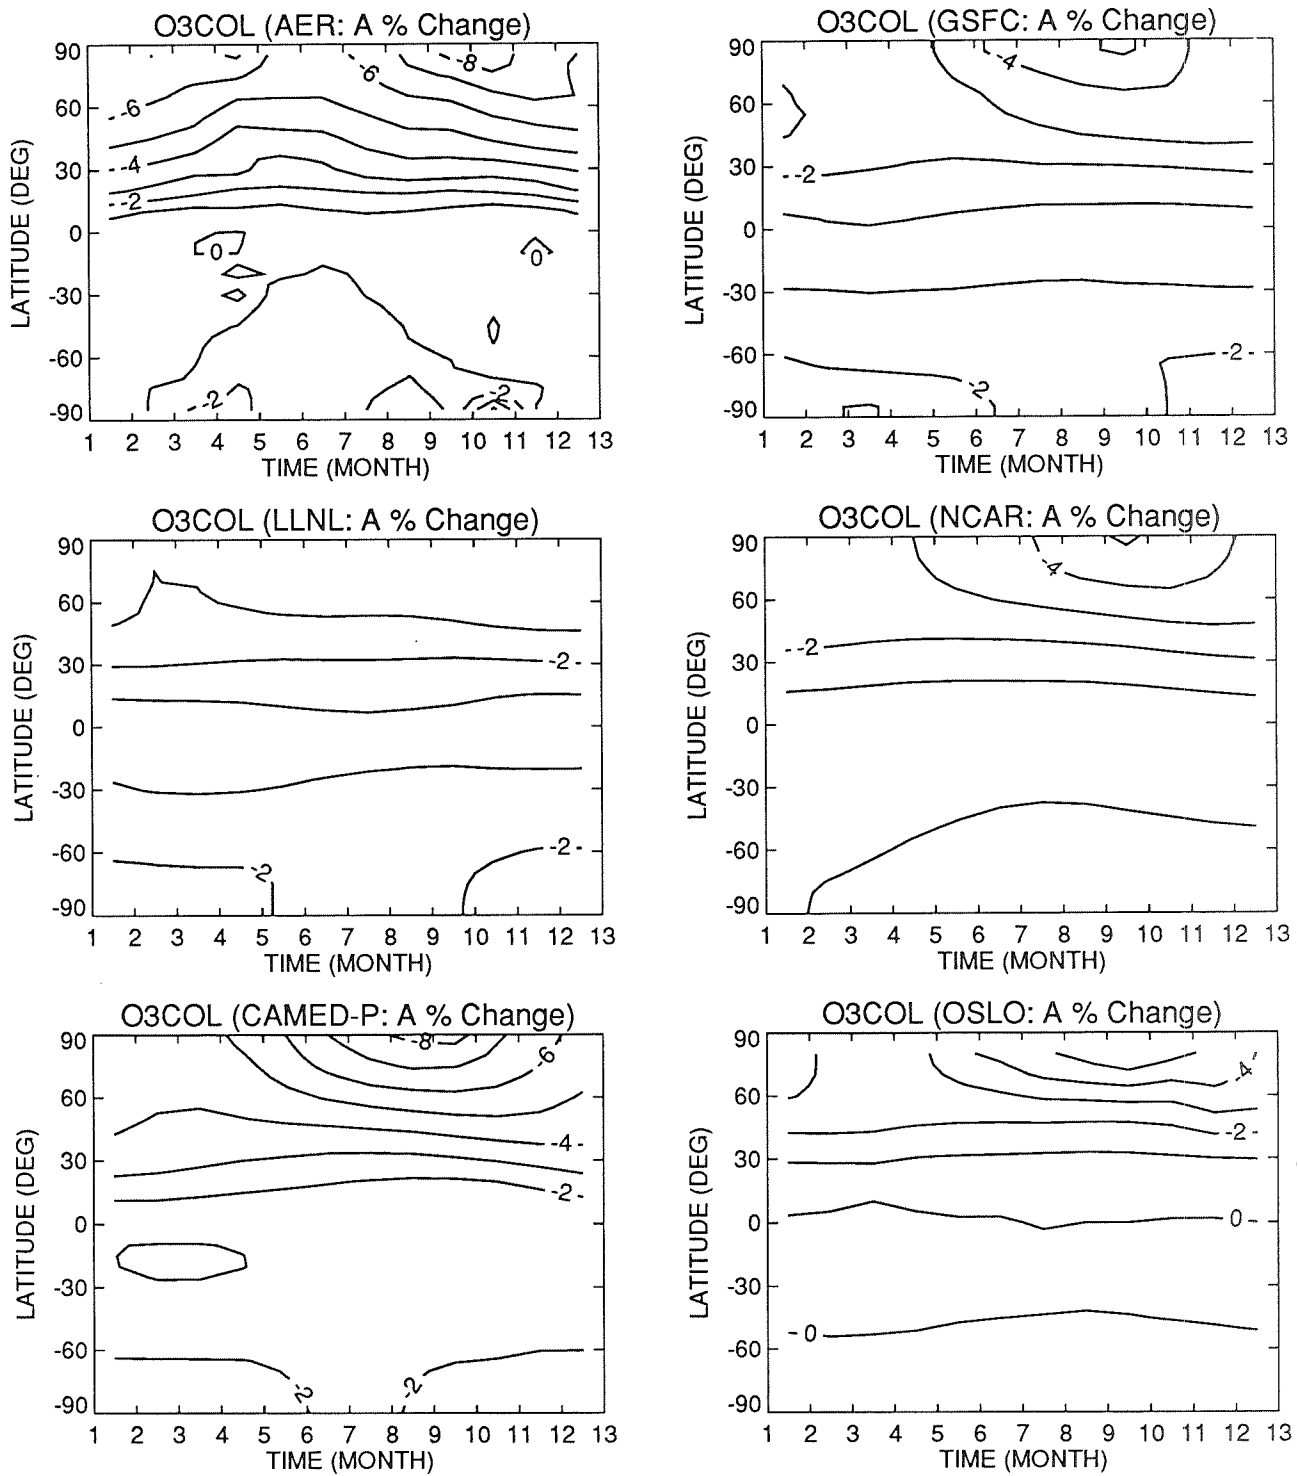 O3COL (AER: A % Change)
90
60
30
0
-30
-60
-90
LATITUDE (DEG)
-6
-4
-2
-6
-8
0
0
-2
-2
1 2 3 4 5 6 7 8 9 10 11 12 13
TIME (MONTH)
O3COL (GSFC: A % Change)
90
60
30
0
-30
-60
-90
LATITUDE (DEG)
-4
-2
-2
-2
1 2 3 4 5 6 7 8 9 10 11 12 13
TIME (MONTH)
O3COL (LLNL: A % Change)
90
60
30
0
-30
-60
-90
LATITUDE (DEG)
-2
-2
-2
1 2 3 4 5 6 7 8 9 10 11 12 13
TIME (MONTH)
O3COL (NCAR: A % Change)
90
60
30
0
-30
-60
-90
LATITUDE (DEG)
-4
-2
1 2 3 4 5 6 7 8 9 10 11 12 13
TIME (MONTH)
O3COL (CAMED-P: A % Change)
90
60
30
0
-30
-60
-90
LATITUDE (DEG)
-8
-6
-4
-2
-2
-2
1 2 3 4 5 6 7 8 9 10 11 12 13
TIME (MONTH)
O3COL (OSLO: A % Change)
90
60
30
0
-30
-60
-90
LATITUDE (DEG)
-4
-2
0
0
1 2 3 4 5 6 7 8 9 10 11 12 13
TIME (MONTH)